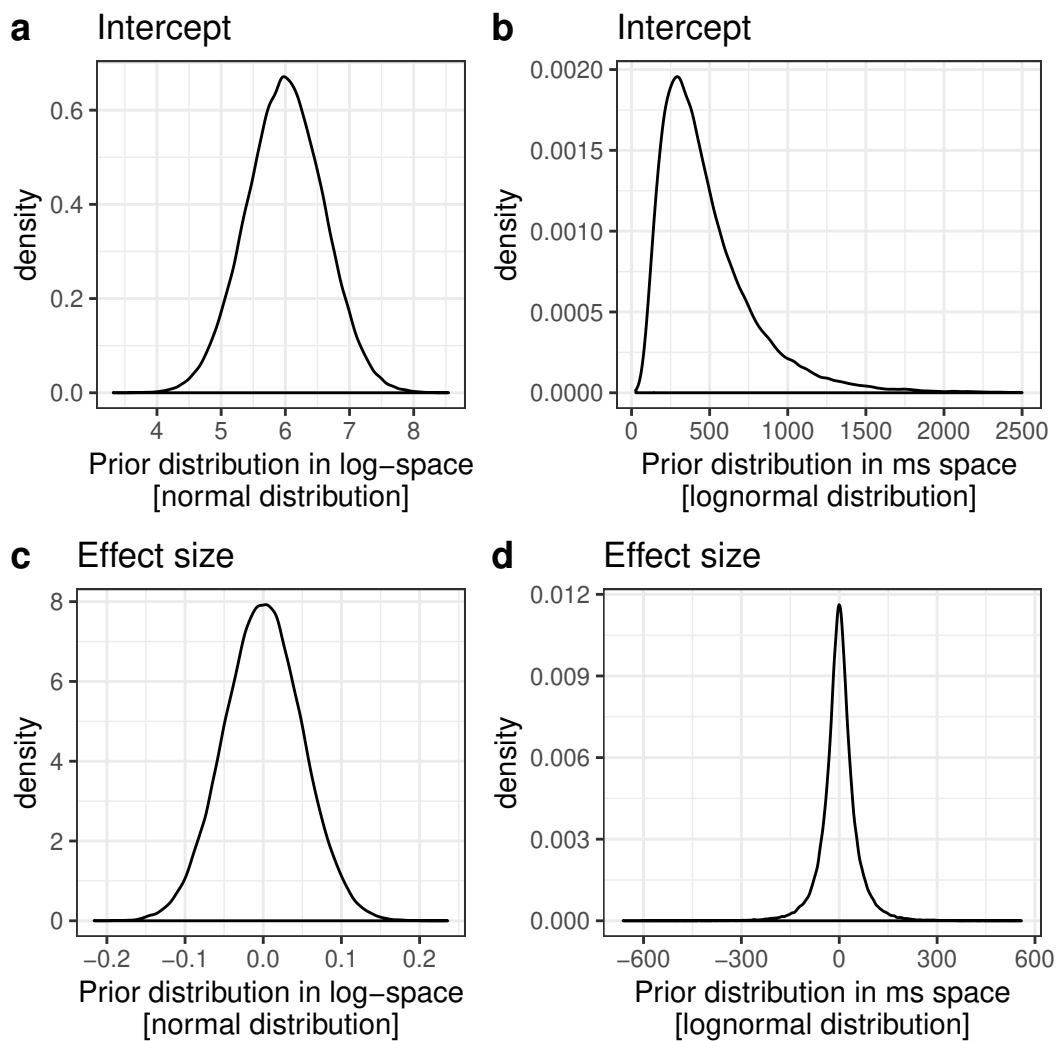 a Intercept
density
0.6
0.4
0.2
0.0
4 5 6 7 8
Prior distribution in log−space
[normal distribution]
b Intercept
density
0.0020
0.0015
0.0010
0.0005
0.0000
0 500 1000 1500 2000 2500
Prior distribution in ms space
[lognormal distribution]
c Effect size
density
8
6
4
2
0
−0.2 −0.1 0.0 0.1 0.2
Prior distribution in log−space
[normal distribution]
d Effect size
density
0.012
0.009
0.006
0.003
0.000
−600 −300 0 300 600
Prior distribution in ms space
[lognormal distribution]